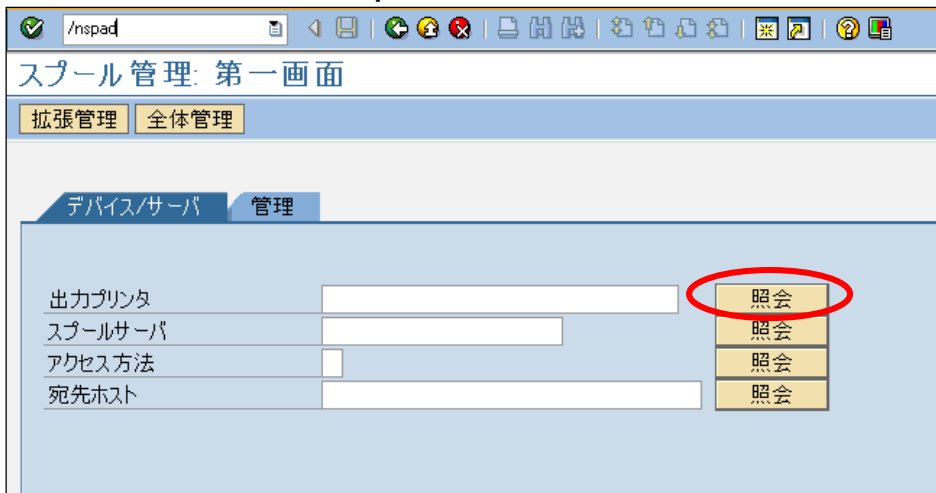 /nspad
スプール管理: 第一画面
拡張管理 全体管理
デバイス/サーバ 管理
出力プリンタ 照会
スプールサーバ 照会
アクセス方法 照会
宛先ホスト 照会